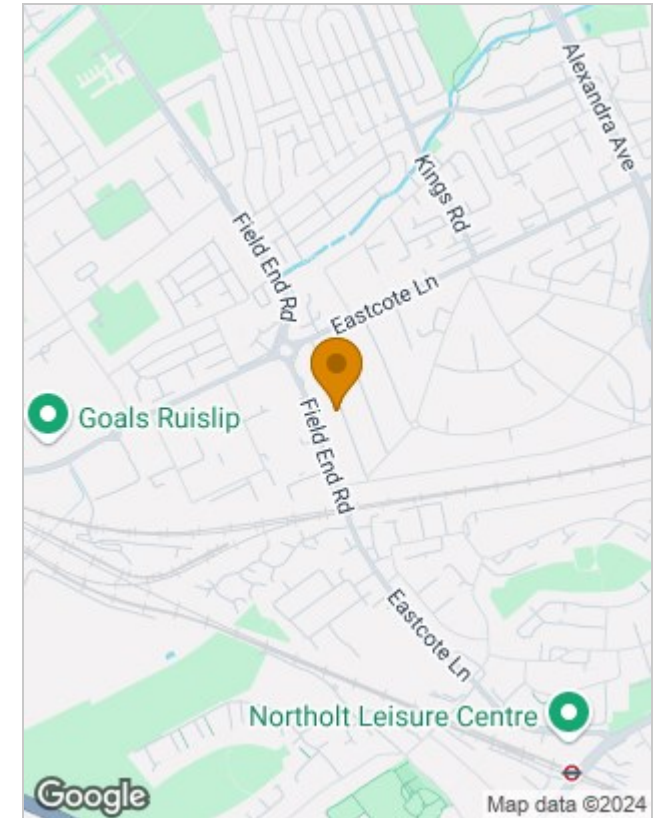 Alexandra Ave
Kings Rd
Field End Rd
Eastcote Ln
Goals Ruislip
Field End Rd
Eastcote Ln
Northolt Leisure Centre
Google
Map data ©2024